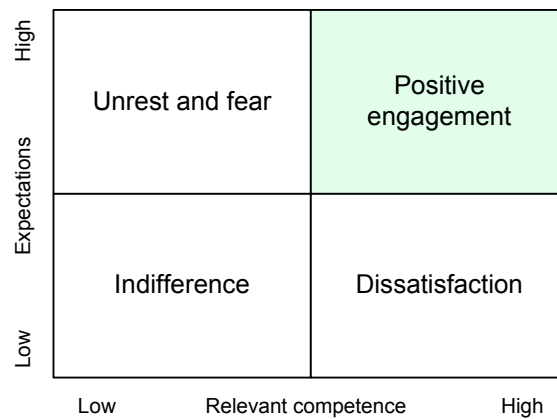 High
Unrest and fear
Positive
engagement
Expectations
Indifference
Dissatisfaction
Low
Low
Relevant competence
High